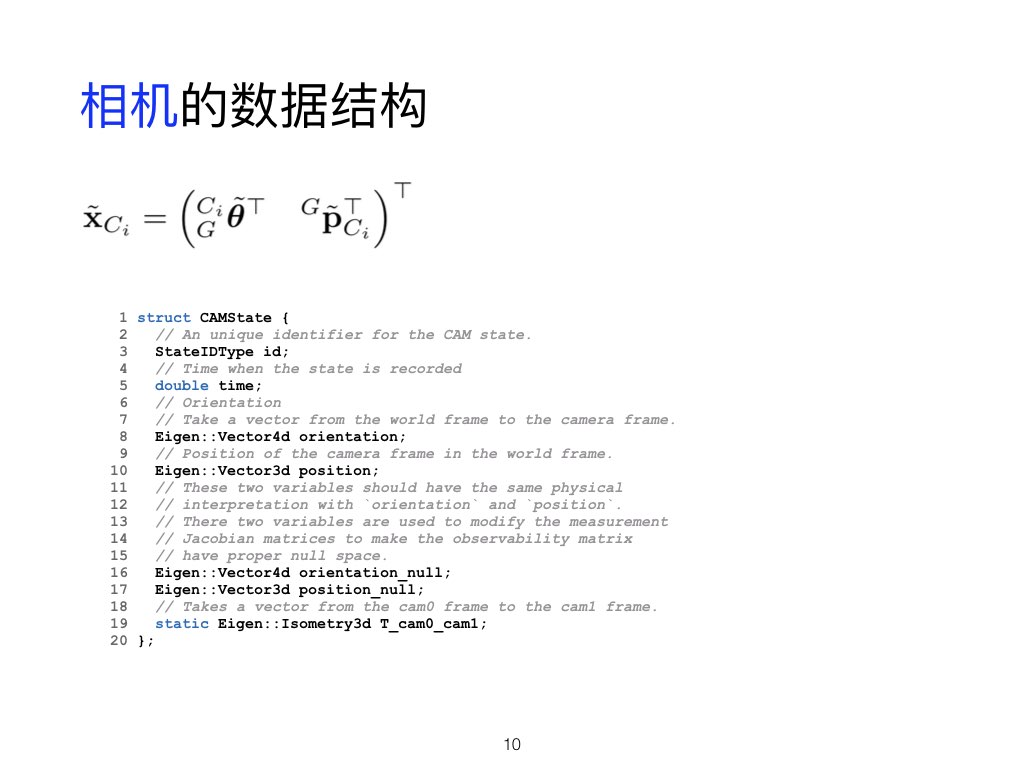 相机的数据结构
$\tilde{\mathbf{x}}_{C_i} = \left( {}^{C_i}_{G}\tilde{\boldsymbol{\theta}}^{\top} \quad {}^{G}\tilde{\mathbf{p}}^{\top}_{C_i} \right)^{\top}$
1 struct CAMState {
2 // An unique identifier for the CAM state.
3 StateIDType id;
4 // Time when the state is recorded
5 double time;
6 // Orientation
7 // Take a vector from the world frame to the camera frame.
8 Eigen::Vector4d orientation;
9 // Position of the camera frame in the world frame.
10 Eigen::Vector3d position;
11 // These two variables should have the same physical
12 // interpretation with `orientation` and `position`.
13 // There two variables are used to modify the measurement
14 // Jacobian matrices to make the observability matrix
15 // have proper null space.
16 Eigen::Vector4d orientation_null;
17 Eigen::Vector3d position_null;
18 // Takes a vector from the cam0 frame to the cam1 frame.
19 static Eigen::Isometry3d T_cam0_cam1;
20 };
10